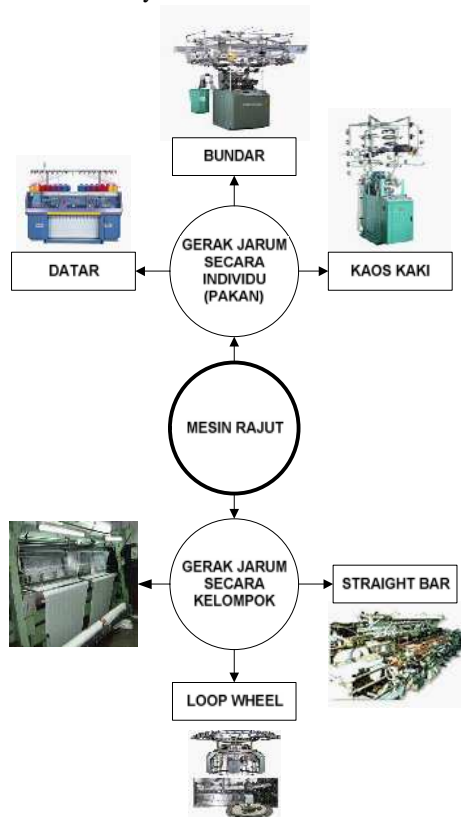 BUNDAR
GERAK JARUM
SECARA
INDIVIDU
(PAKAN)
DATAR
KAOS KAKI
MESIN RAJUT
GERAK JARUM
SECARA
KELOMPOK
STRAIGHT BAR
LOOP WHEEL